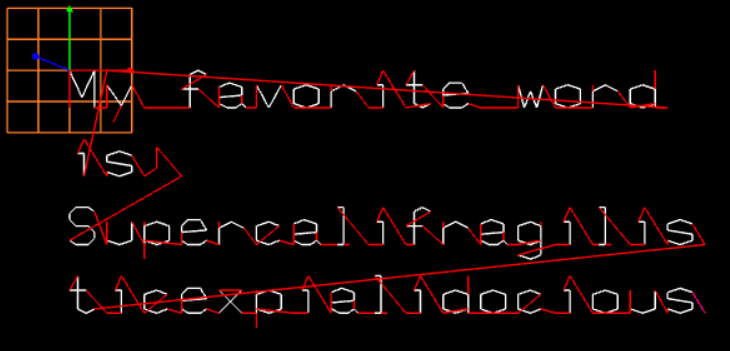 My favorite word
is
Supercalifragilis
ticexpialidocious